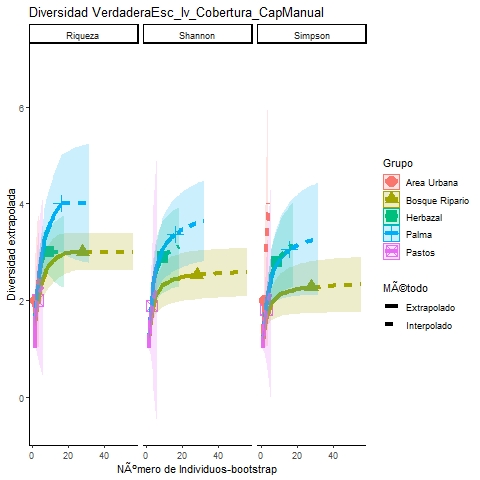 Diversidad VerdaderaEsc_Iv_Cobertura_CapManual
Riqueza Shannon Simpson
Diversidad extrapolada
6
4
2
0
0 20 40 0 20 40 0 20 40
NÃºmero de Individuos-bootstrap
Grupo
Area Urbana
Bosque Ripario
Herbazal
Palma
Pastos
MÃ©todo
Extrapolado
Interpolado